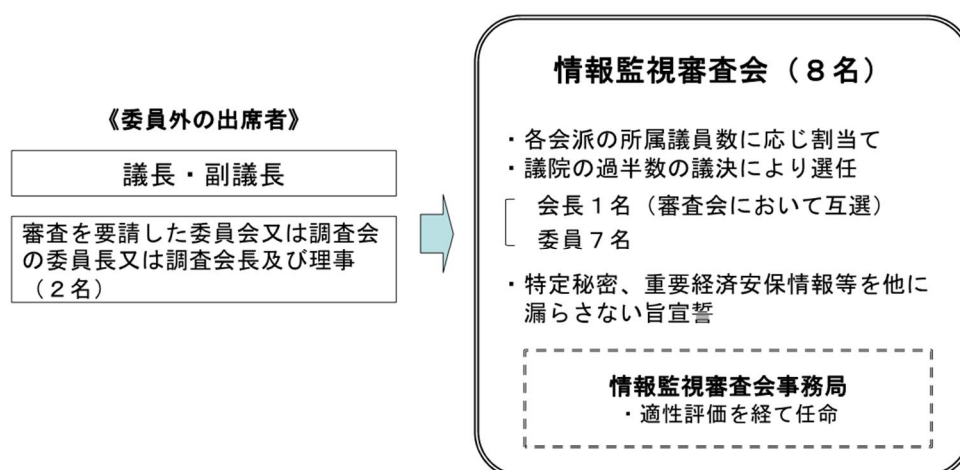 《委員外の出席者》
議長・副議長
審査を要請した委員会又は調査会
の委員長又は調査会長及び理事
（２名）
情報監視審査会（８名）
・各会派の所属議員数に応じ割当て
・議院の過半数の議決により選任
会長１名（審査会において互選）
委員７名
・特定秘密、重要経済安保情報等を他に
漏らさない旨宣誓
情報監視審査会事務局
・適性評価を経て任命